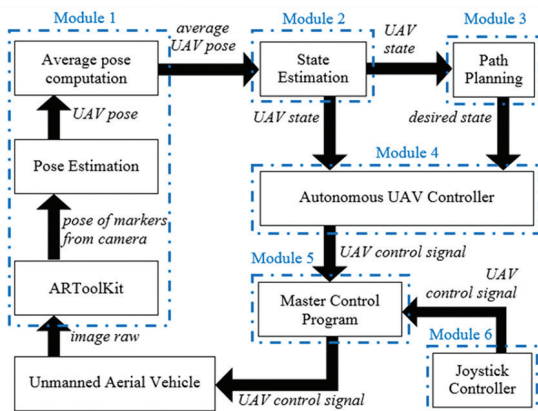 Module 1
Average pose
computation
UAV pose
Pose Estimation
pose of markers
from camera
ARToolKit
image raw
Unmanned Aerial Vehicle
average
UAV pose
Module 2
State
Estimation
UAV
state
Module 3
Path
Planning
UAV state
desired state
Module 4
Autonomous UAV Controller
UAV control signal
Module 5
Master Control
Program
UAV
control signal
Module 6
Joystick
Controller
UAV control signal